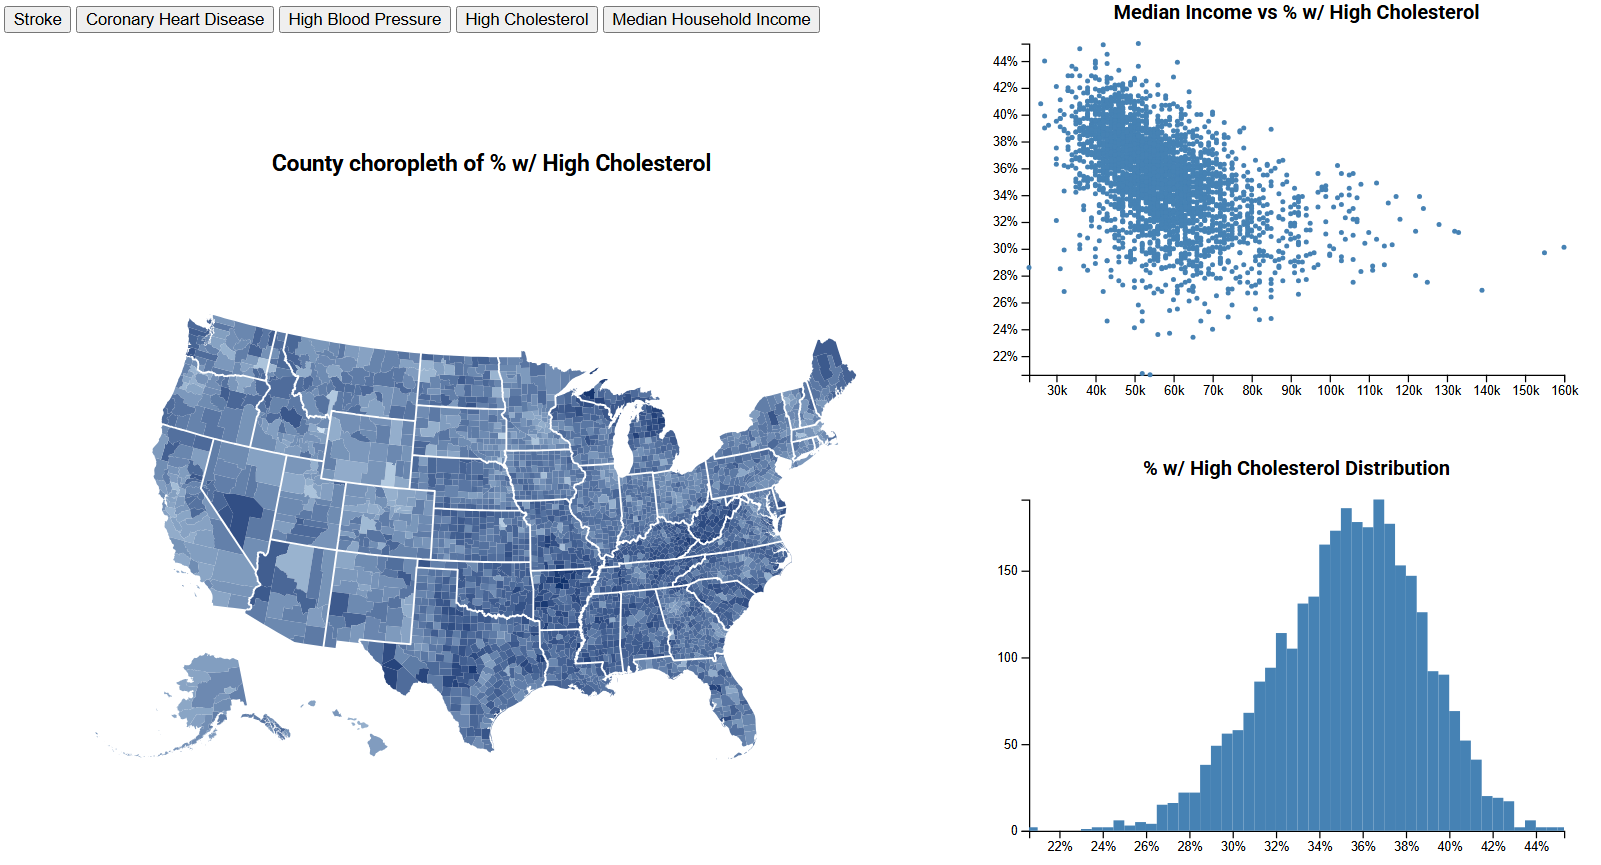 Stroke Coronary Heart Disease High Blood Pressure High Cholesterol Median Household Income
County choropleth of % w/ High Cholesterol
Median Income vs % w/ High Cholesterol
44%
42%
40%
38%
36%
34%
32%
30%
28%
26%
24%
22%
30k 40k 50k 60k 70k 80k 90k 100k 110k 120k 130k 140k 150k 160k
% w/ High Cholesterol Distribution
150
100
50
0
22% 24% 26% 28% 30% 32% 34% 36% 38% 40% 42% 44%